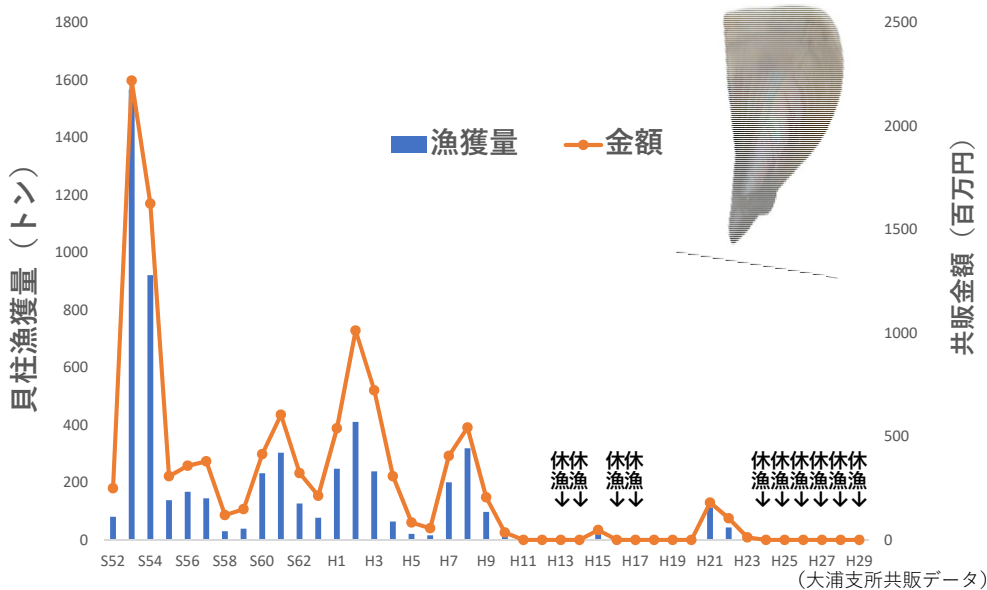 1800
1600
1400
1200
1000
800
600
400
200
0
貝柱漁獲量（トン）
2500
2000
1500
1000
500
0
共販金額（百万円）
漁獲量
金額
休漁↓
休漁↓
休漁↓
休漁↓
休漁↓
休漁↓
休漁↓
休漁↓
休漁↓
休漁↓
S52 S54 S56 S58 S60 S62 H1 H3 H5 H7 H9 H11 H13 H15 H17 H19 H21 H23 H25 H27 H29
（大浦支所共販データ）